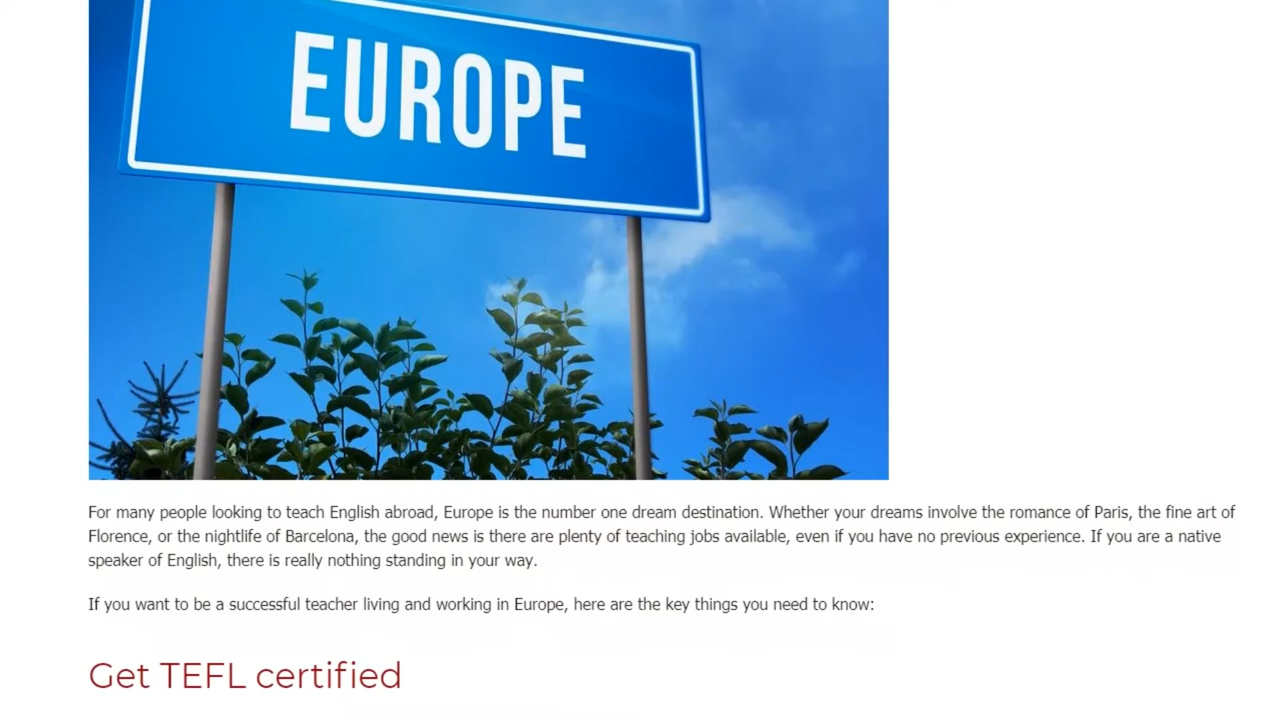 EUROPE
For many people looking to teach English abroad, Europe is the number one dream destination. Whether your dreams involve the romance of Paris, the fine art of
Florence, or the nightlife of Barcelona, the good news is there are plenty of teaching jobs available, even if you have no previous experience. If you are a native
speaker of English, there is really nothing standing in your way.
If you want to be a successful teacher living and working in Europe, here are the key things you need to know:
Get TEFL certified